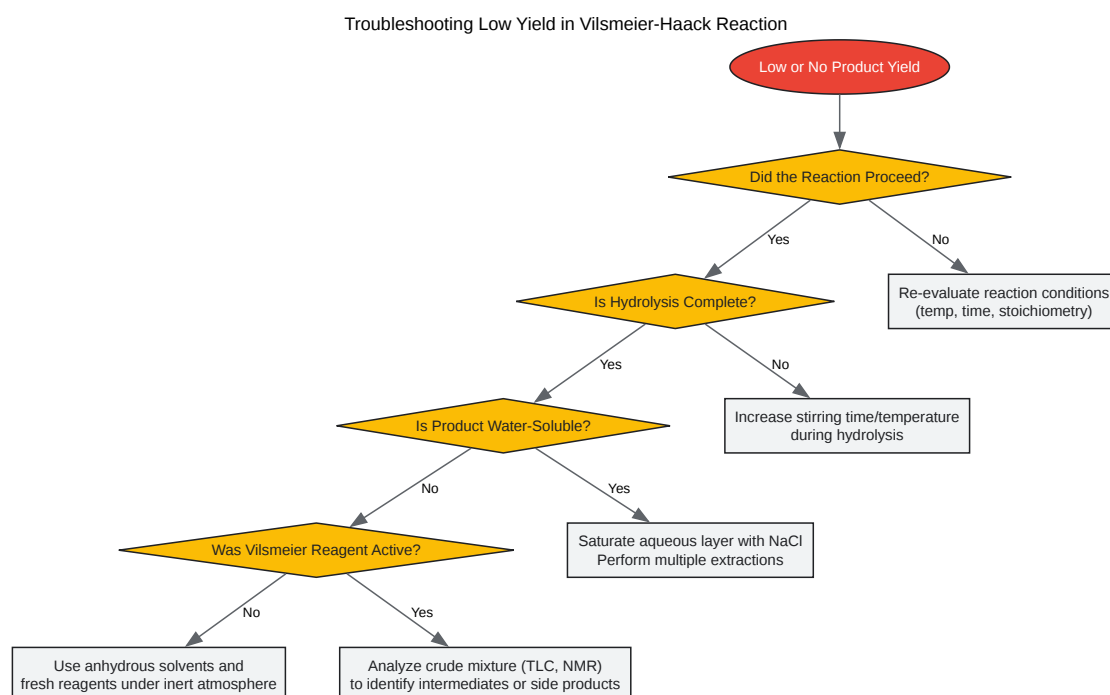 Troubleshooting Low Yield in Vilsmeier-Haack Reaction
Low or No Product Yield
Did the Reaction Proceed?
Yes
No
Is Hydrolysis Complete?
Re-evaluate reaction conditions
(temp, time, stoichiometry)
Yes
No
Is Product Water-Soluble?
Increase stirring time/temperature
during hydrolysis
No
Yes
Was Vilsmeier Reagent Active?
Saturate aqueous layer with NaCl
Perform multiple extractions
No
Yes
Use anhydrous solvents and
fresh reagents under inert atmosphere
Analyze crude mixture (TLC, NMR)
to identify intermediates or side products